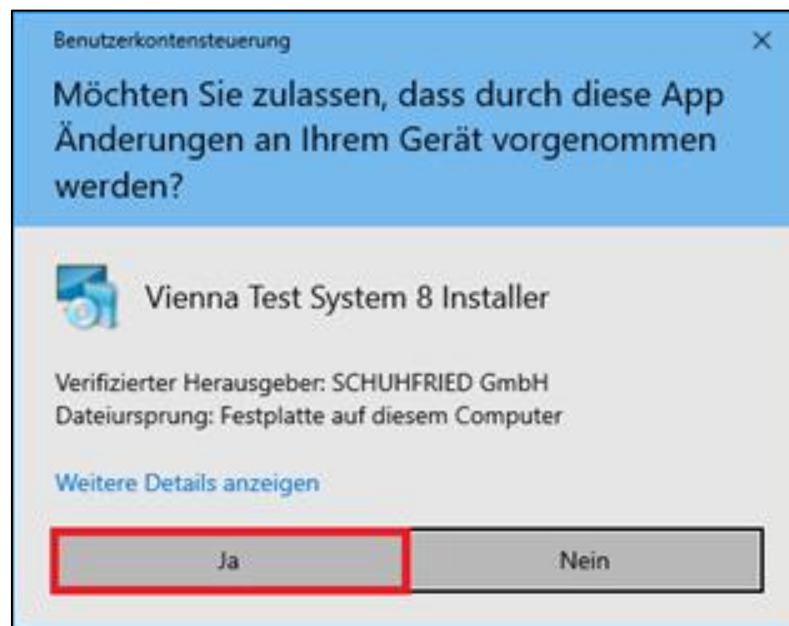 Benutzerkontensteuerung
Möchten Sie zulassen, dass durch diese App
Änderungen an Ihrem Gerät vorgenommen
werden?
Vienna Test System 8 Installer
Verifizierter Herausgeber: SCHUHFRIED GmbH
Dateiursprung: Festplatte auf diesem Computer
Weitere Details anzeigen
Ja
Nein